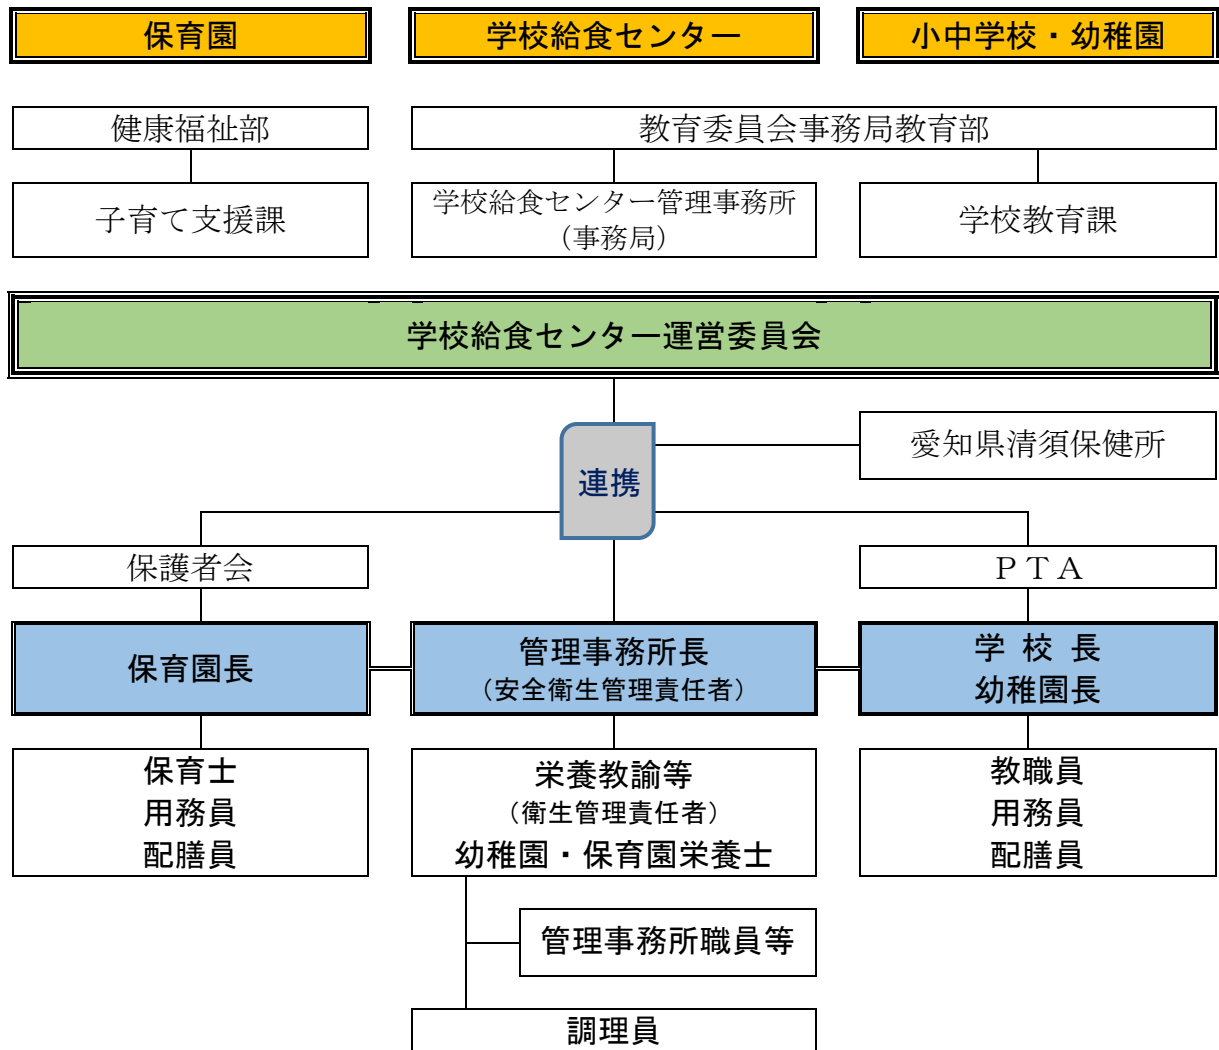 保育園
学校給食センター
小中学校・幼稚園
健康福祉部
教育委員会事務局教育部
子育て支援課
学校給食センター管理事務所
（事務局）
学校教育課
学校給食センター運営委員会
連携
愛知県清須保健所
保護者会
ＰＴＡ
保育園長
管理事務所長
（安全衛生管理責任者）
学 校 長
幼稚園長
保育士
用務員
配膳員
栄養教諭等
（衛生管理責任者）
幼稚園・保育園栄養士
教職員
用務員
配膳員
管理事務所職員等
調理員